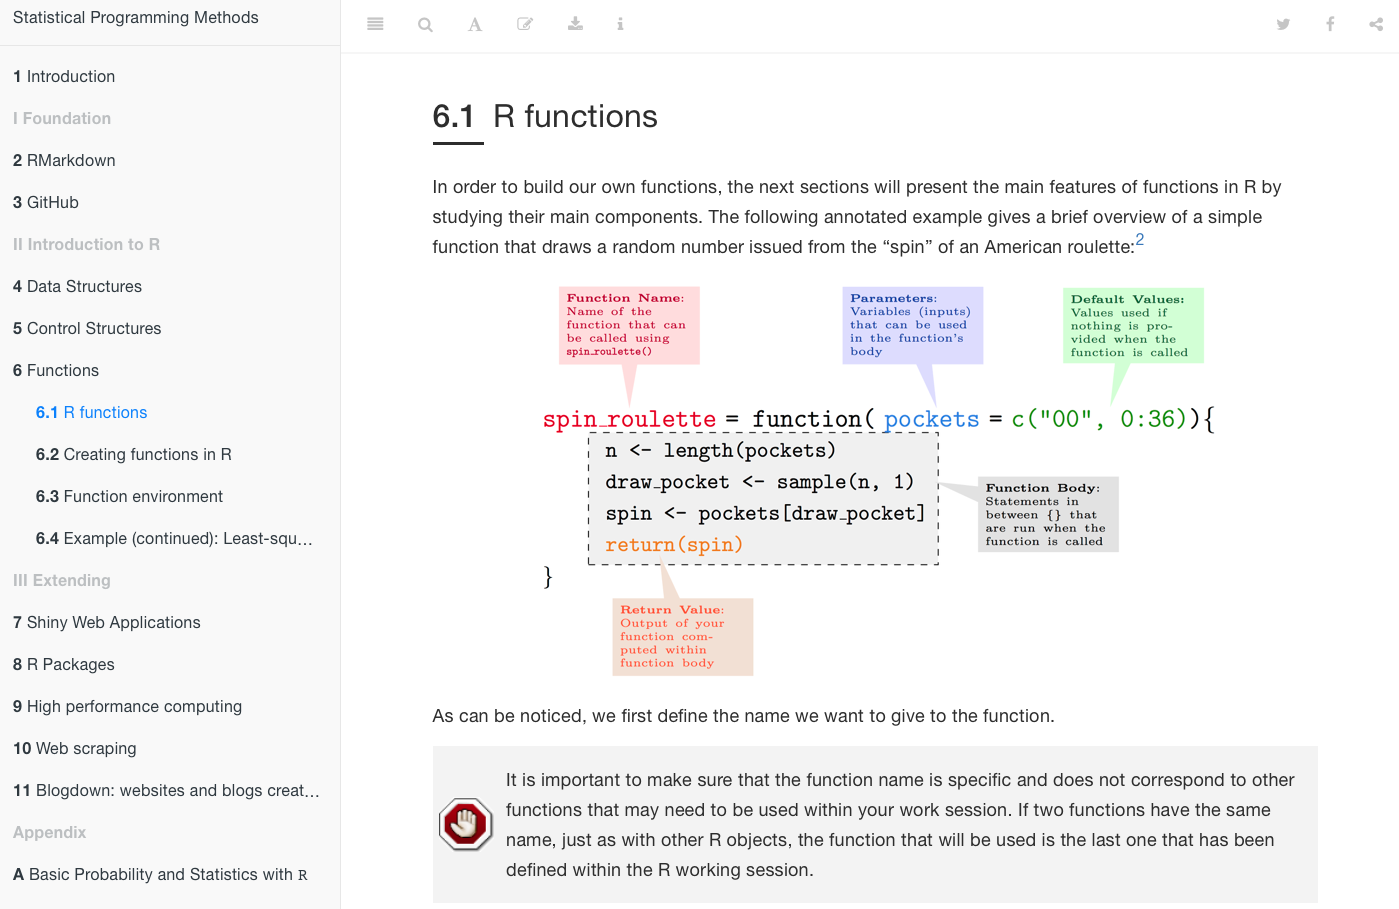 Statistical Programming Methods
1 Introduction
I Foundation
2 RMarkdown
3 GitHub
II Introduction to R
4 Data Structures
5 Control Structures
6 Functions
6.1 R functions
6.2 Creating functions in R
6.3 Function environment
6.4 Example (continued): Least-squ...
III Extending
7 Shiny Web Applications
8 R Packages
9 High performance computing
10 Web scraping
11 Blogdown: websites and blogs creat...
Appendix
A Basic Probability and Statistics with R
6.1 R functions
In order to build our own functions, the next sections will present the main features of functions in R by
studying their main components. The following annotated example gives a brief overview of a simple
function that draws a random number issued from the “spin” of an American roulette:2
Function Name:
Name of the
function that can
be called using
spin_roulette()
Parameters:
Variables (inputs)
that can be used
in the function's
body
Default Values:
Values used if
nothing is pro-
vided when the
function is called
spin_roulette = function( pockets = c("00", 0:36)){
n <- length(pockets)
draw_pocket <- sample(n, 1)
spin <- pockets[draw_pocket]
return(spin)
}
Function Body:
Statements in
between {} that
are run when the
function is called
Return Value:
Output of your
function com-
puted within
function body
As can be noticed, we first define the name we want to give to the function.
It is important to make sure that the function name is specific and does not correspond to other
functions that may need to be used within your work session. If two functions have the same
name, just as with other R objects, the function that will be used is the last one that has been
defined within the R working session.